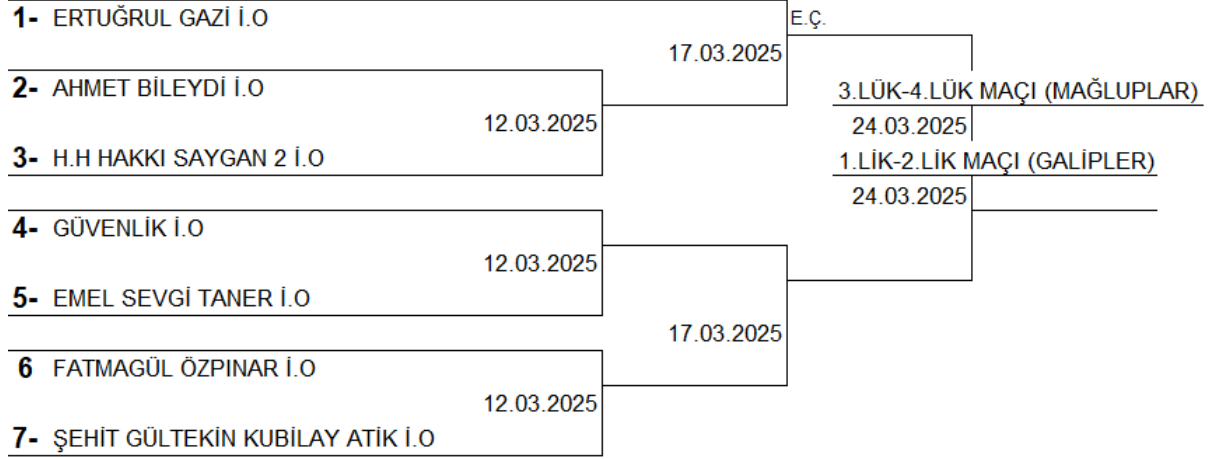 1- ERTUĞRUL GAZİ İ.O
E.Ç.
17.03.2025
2- AHMET BİLEYDİ İ.O
3.LÜK-4.LÜK MAÇI (MAĞLUPLAR)
12.03.2025
24.03.2025
3- H.H HAKKI SAYGAN 2 İ.O
1.LİK-2.LİK MAÇI (GALİPLER)
24.03.2025
4- GÜVENLİK İ.O
12.03.2025
5- EMEL SEVGİ TANER İ.O
17.03.2025
6 FATMAGÜL ÖZPINAR İ.O
12.03.2025
7- ŞEHİT GÜLTEKİN KUBİLAY ATİK İ.O